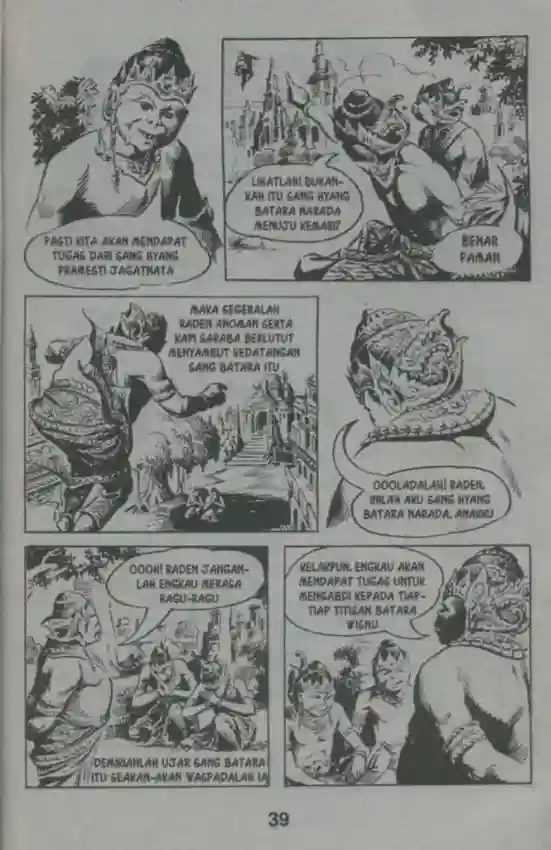 PASTI KITA AKAN MENDAPAT
TUGAS DARI SANG HYANG
PRAMESTI JAGATNATA
LIHATLAH! BUKAN-
KAH ITU SANG HYANG
BATARA NARADA
MENUJU KEMARI?
BENAR
PAMAN
MAKA SEGERALAH
RADEN ANOMAN SERTA
KAPI SARABA BERLUTUT
MENYAMBUT KEDATANGAN
SANG BATARA ITU
OOOLADALAH! RADEN,
INILAH AKU SANG HYANG
BATARA NARADA, ANAKKU
OOOH! RADEN JANGAN-
LAH ENGKAU MERASA
RAGU-RAGU
DEMIKIANLAH UJAR SANG BATARA
ITU SEAKAN-AKAN WASPADALAH IA
KELAKPUN, ENGKAU AKAN
MENDAPAT TUGAS UNTUK
MENGABDI KEPADA TIAP-
TIAP TITISAN BATARA
WISNU
39